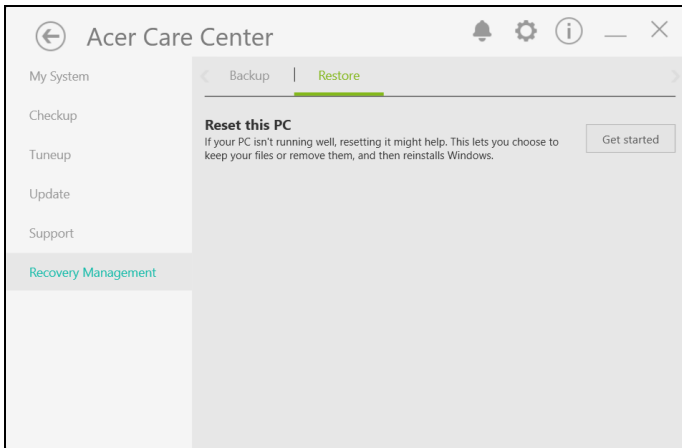 Acer Care Center
My System
Checkup
Tuneup
Update
Support
Recovery Management
Backup | Restore
Reset this PC
If your PC isn't running well, resetting it might help. This lets you choose to
keep your files or remove them, and then reinstalls Windows.
Get started